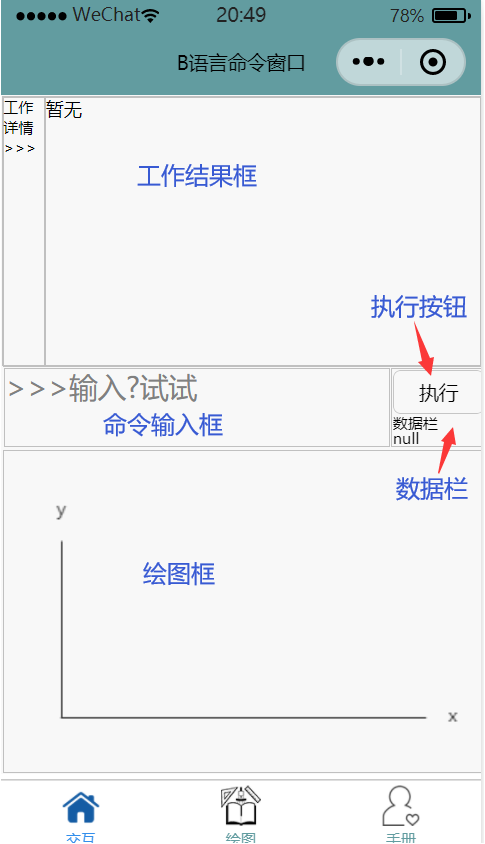 WeChat 20:49 78%
B语言命令窗口
工作
详情
>>>
暂无
工作结果框
执行按钮
>>>输入?试试
命令输入框
执行
数据栏
null
数据栏
y
绘图框
x
交互 绘图 手册